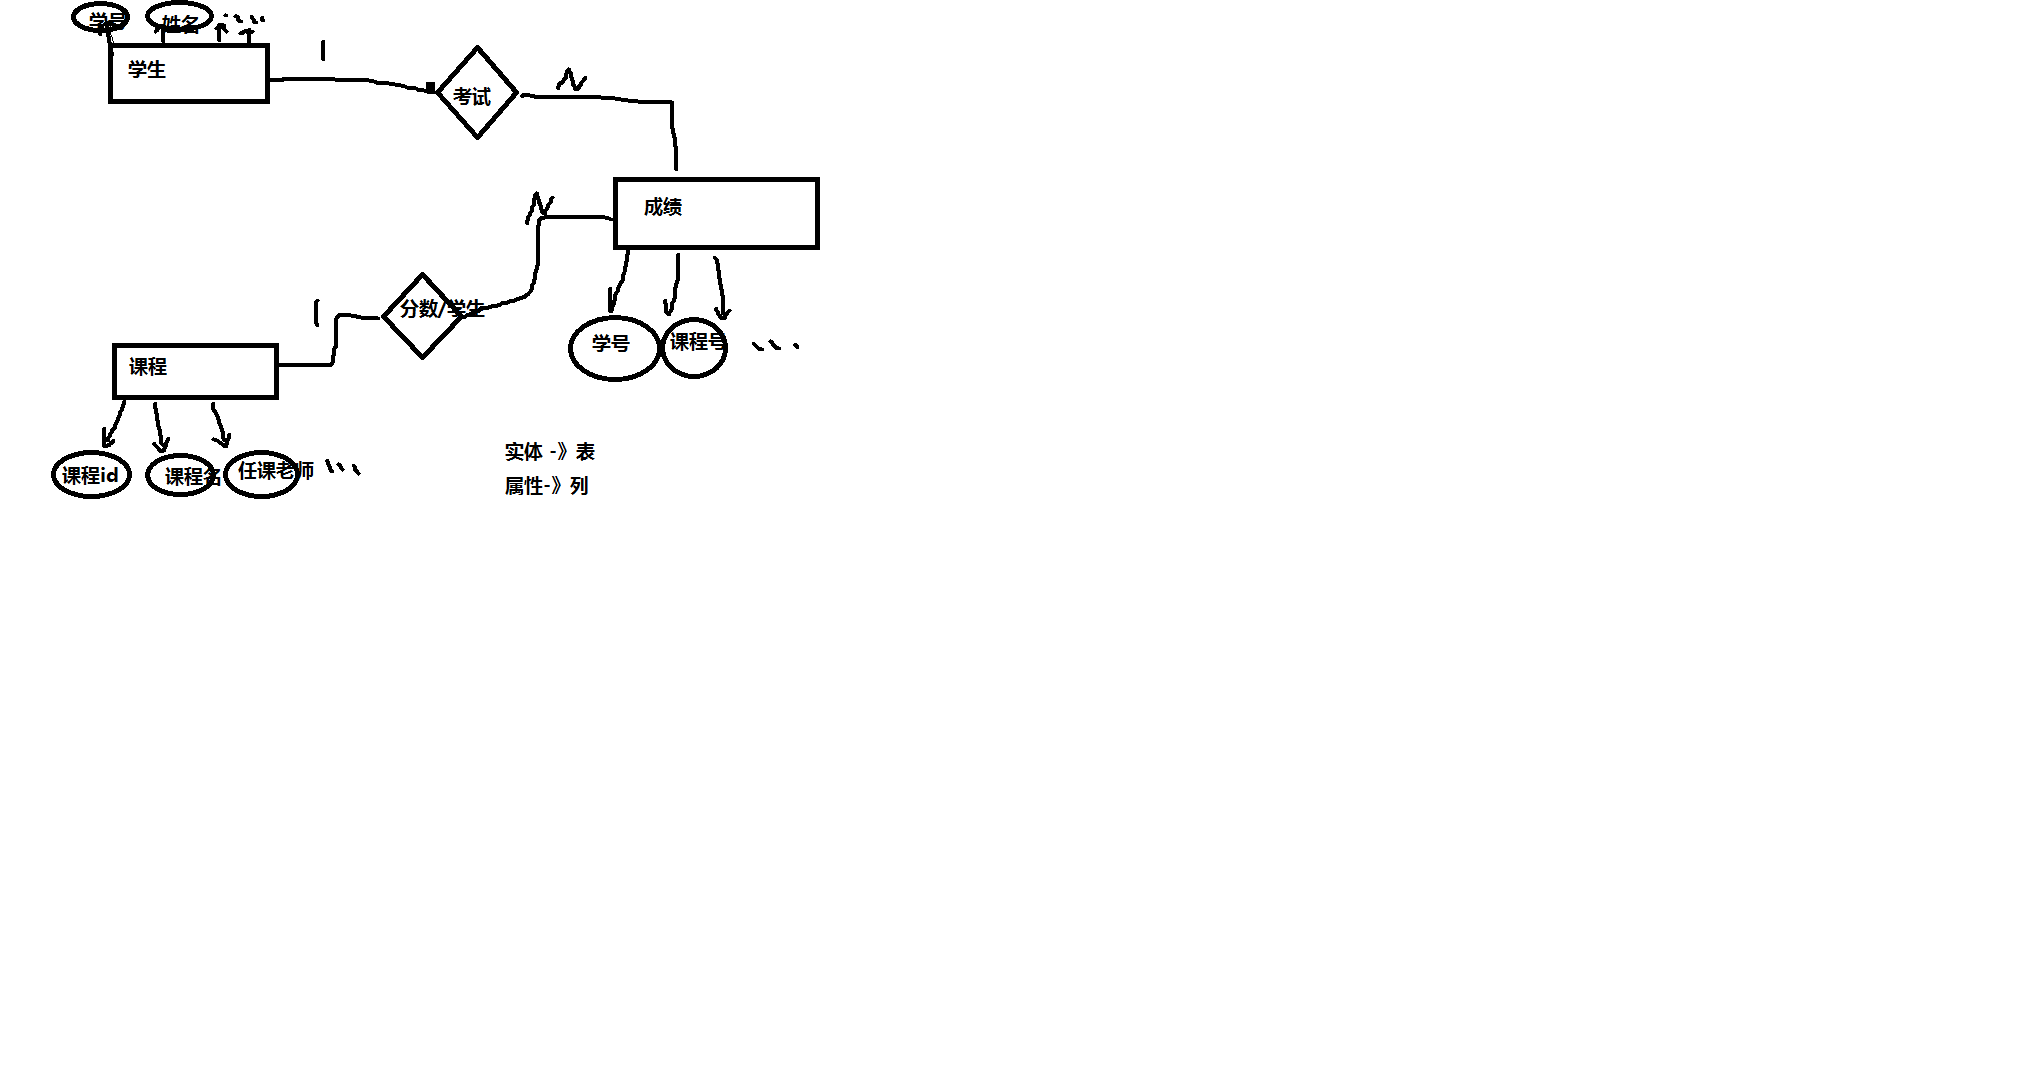 学号 姓名
学生
1
考试
N
成绩
N
分数/学生
1
学号 课程号
课程
课程id 课程名 任课老师
实体 -》表
属性-》列